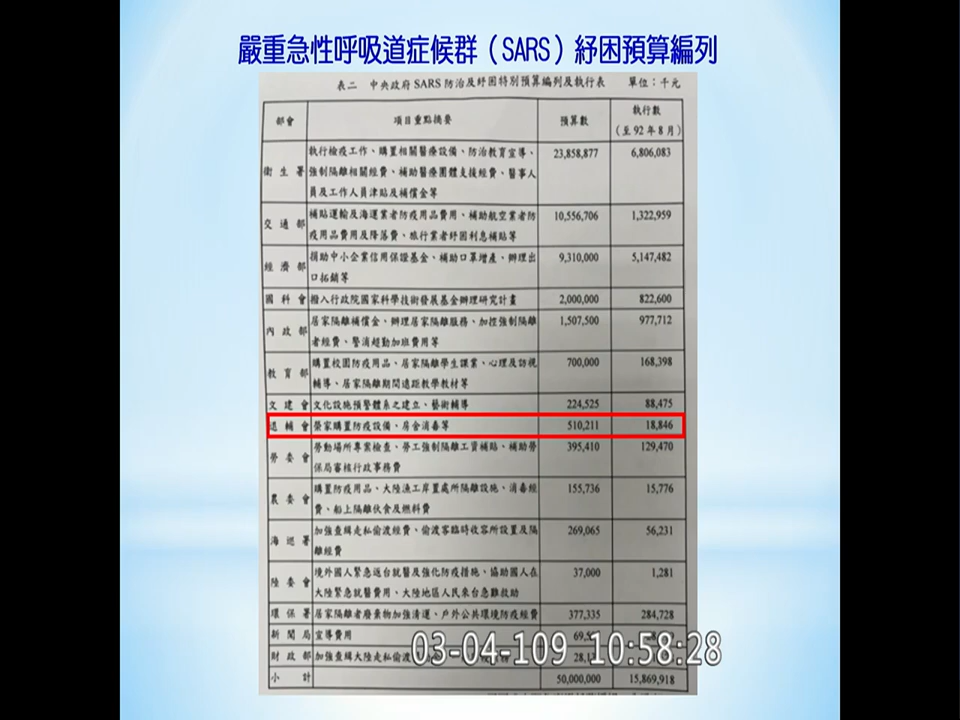 嚴重急性呼吸道症候群（SARS）紓困預算編列
表二 中央政府 SARS 防治及紓困特別預算編列及執行表 單位：千元
部會 項目重點摘要 預算數 執行數
（至 92 年 8 月）
衛生署 執行檢疫工作、購置相關醫療設備、防治教育宣導、 23,858,877 6,806,083
強制隔離相關經費、補助醫療團體支援經費、醫事人
員及工作人員津貼及補償金等
交通部 補貼運輸及海運業者防疫用品費用、補助航空業者防 10,556,706 1,322,959
疫用品費用及降落費、旅行業者紓困利息補貼等
經濟部 捐助中小企業信用保證基金、補助口罩增產、辦理出 9,310,000 5,147,482
口拓銷等
國科會 撥入行政院國家科學技術發展基金辦理研究計畫 2,000,000 822,600
內政部 居家隔離補償金、辦理居家隔離服務、加控強制隔離 1,507,500 977,712
者經費、警消超勤加班費用等
教育部 購置校園防疫用品、居家隔離學生課業、心理及訪視 700,000 168,398
輔導、居家隔離期間遠距教學教材等
文建會 文化設施預警體系之建立、藝術輔導 224,525 88,475
退輔會 榮家購置防疫設備、房舍消毒等 510,211 18,846
勞委會 勞動場所專案檢查、勞工強制隔離工資補貼、補助勞 395,410 129,470
保局審核行政事務費
農委會 購置防疫用品、大陸漁工岸置處所隔離設施、消毒經 155,736 15,776
費、船上隔離伙食及燃料費
海巡署 加強查緝走私偷渡經費、偷渡客臨時收容所設置及隔 269,065 56,231
離經費
陸委會 境外國人緊急返台就醫及強化防疫措施、協助國人在 37,000 1,281
大陸緊急就醫費用、大陸地區人民來台急難救助
環保署 居家隔離者廢棄物加強清運、戶外公共環境防疫經費 377,335 284,728
新聞局 宣導費用
財政部 加強查緝大陸走私偷渡
小計 50,000,000 15,869,918
03-04-109 10:58:28